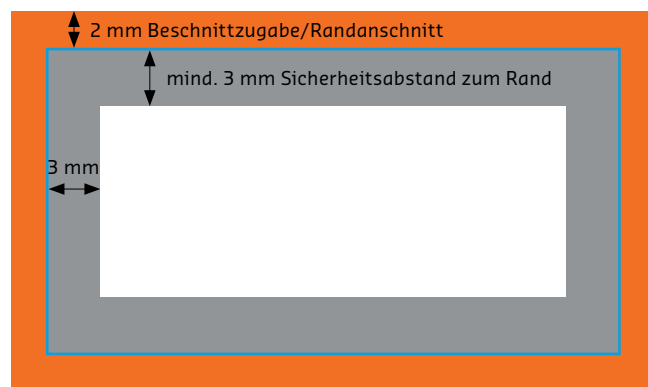 2 mm Beschnittzugabe/Randanschnitt
mind. 3 mm Sicherheitsabstand zum Rand
3 mm